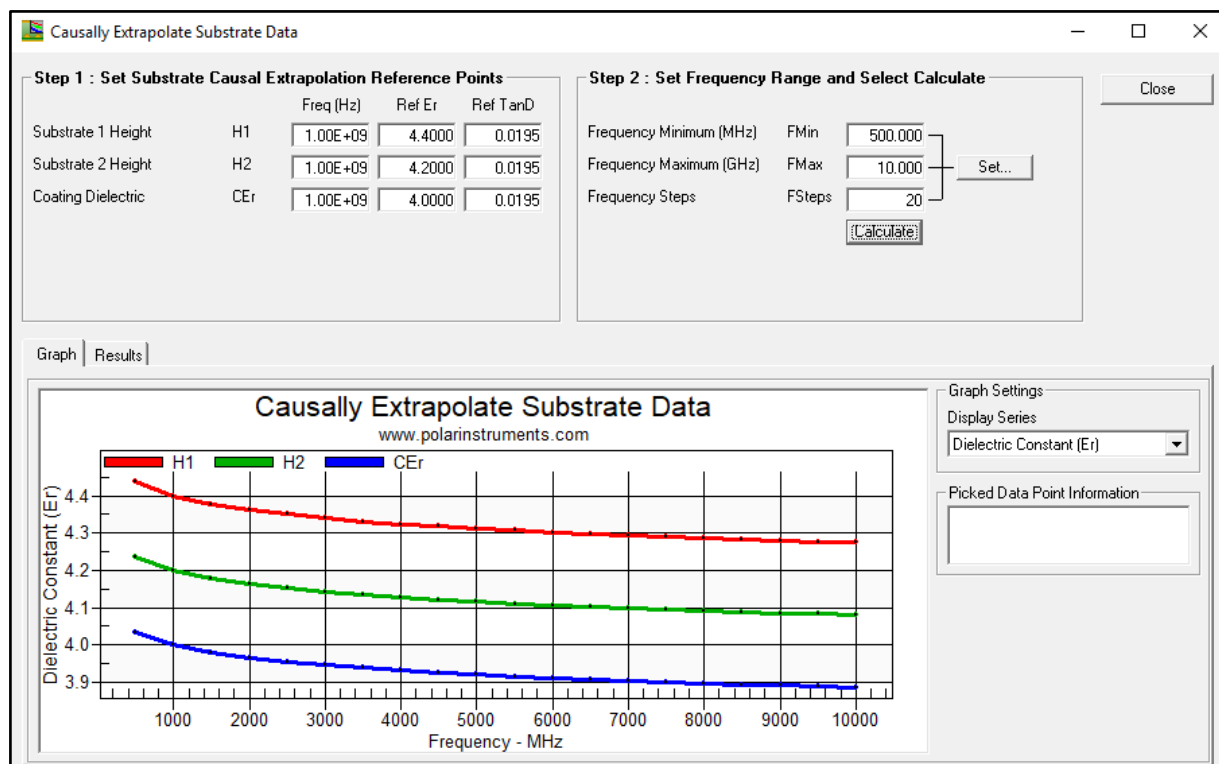 Causally Extrapolate Substrate Data
Step 1 : Set Substrate Causal Extrapolation Reference Points
Freq (Hz) Ref Er Ref TanD
Substrate 1 Height H1 1.00E+09 4.4000 0.0195
Substrate 2 Height H2 1.00E+09 4.2000 0.0195
Coating Dielectric CEr 1.00E+09 4.0000 0.0195
Step 2 : Set Frequency Range and Select Calculate
Frequency Minimum (MHz) FMin 500.000
Frequency Maximum (GHz) FMax 10.000 Set...
Frequency Steps FSteps 20
Calculate
Close
Graph Results
Causally Extrapolate Substrate Data
www.polarinstruments.com
H1 H2 CEr
Dielectric Constant (Er)
4.4
4.3
4.2
4.1
4.0
3.9
1000 2000 3000 4000 5000 6000 7000 8000 9000 10000
Frequency - MHz
Graph Settings
Display Series
Dielectric Constant (Er)
Picked Data Point Information